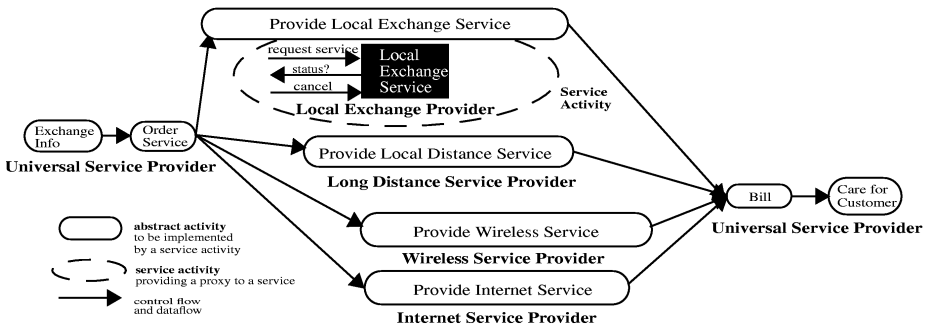 Provide Local Exchange Service
request service
status?
cancel
Local
Exchange
Service
Local Exchange Provider
Service
Activity
Exchange
Info
Order
Service
Universal Service Provider
Provide Local Distance Service
Long Distance Service Provider
Bill
Care for
Customer
Universal Service Provider
Provide Wireless Service
Wireless Service Provider
Provide Internet Service
Internet Service Provider
abstract activity
to be implemented
by a service activity
service activity
providing a proxy to a service
control flow
and dataflow